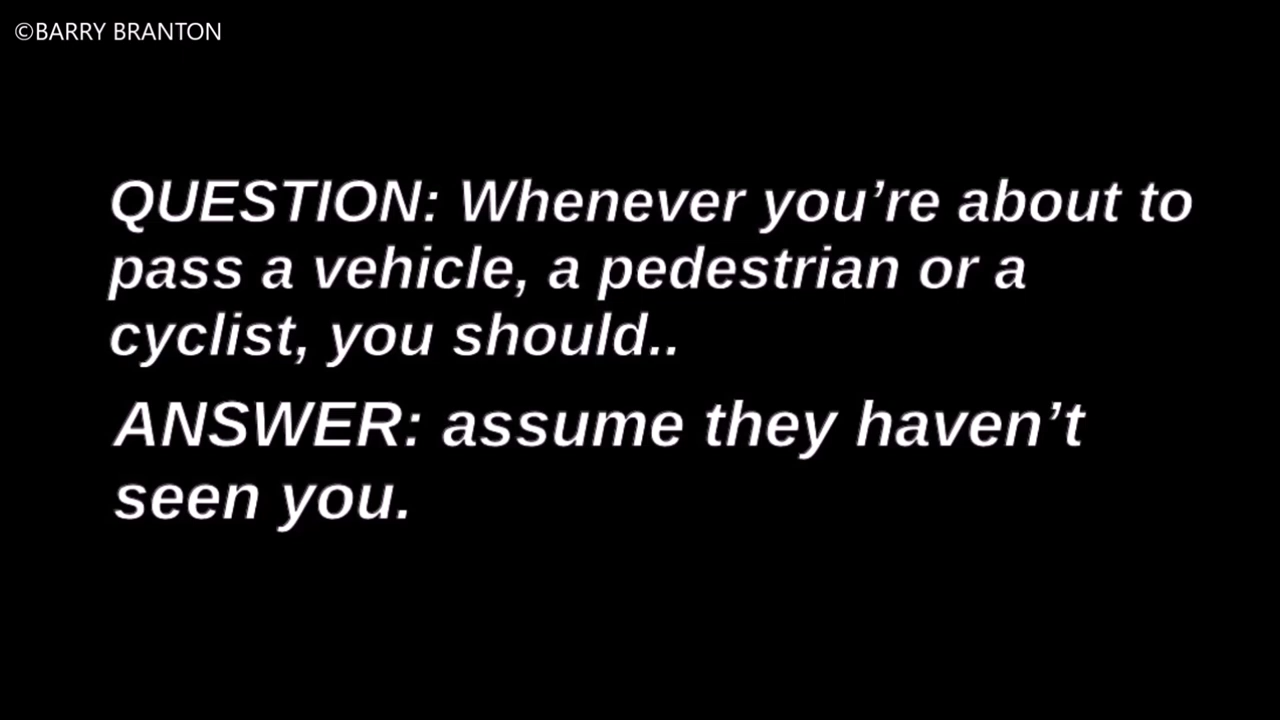 ©BARRY BRANTON
QUESTION: Whenever you’re about to
pass a vehicle, a pedestrian or a
cyclist, you should..
ANSWER: assume they haven’t
seen you.